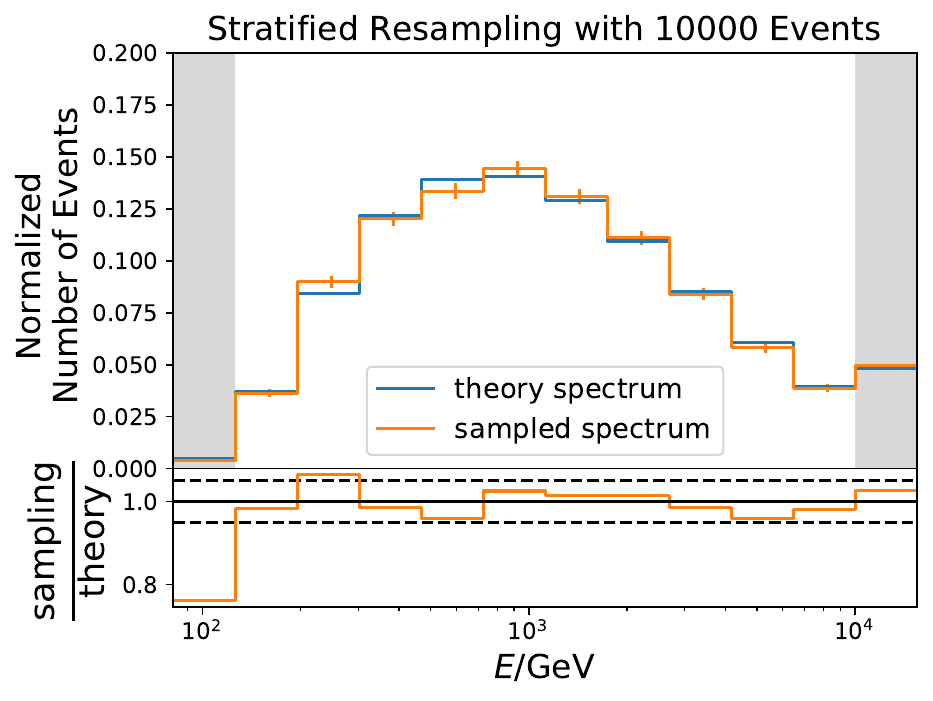 Stratified Resampling with 10000 Events
Normalized
Number of Events
0.200
0.175
0.150
0.125
0.100
0.075
0.050
0.025
0.000
theory spectrum
sampled spectrum
sampling
theory
1.0
0.8
10²
10³
10⁴
E/GeV